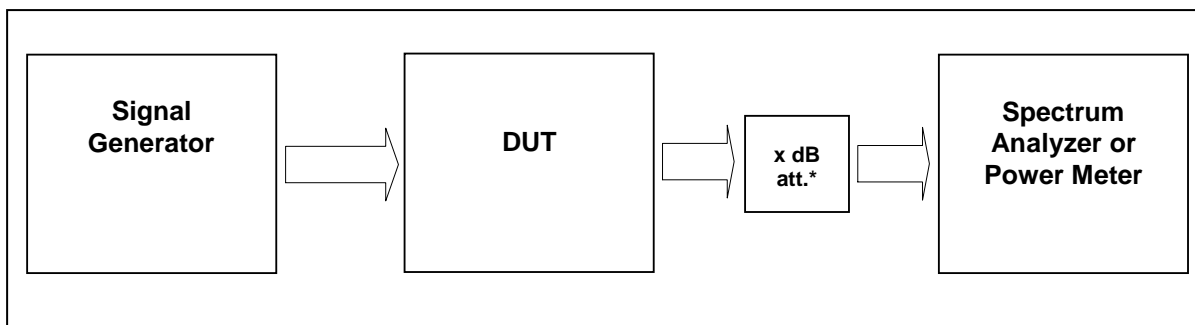 Signal
Generator
DUT
x dB
att.*
Spectrum
Analyzer or
Power Meter